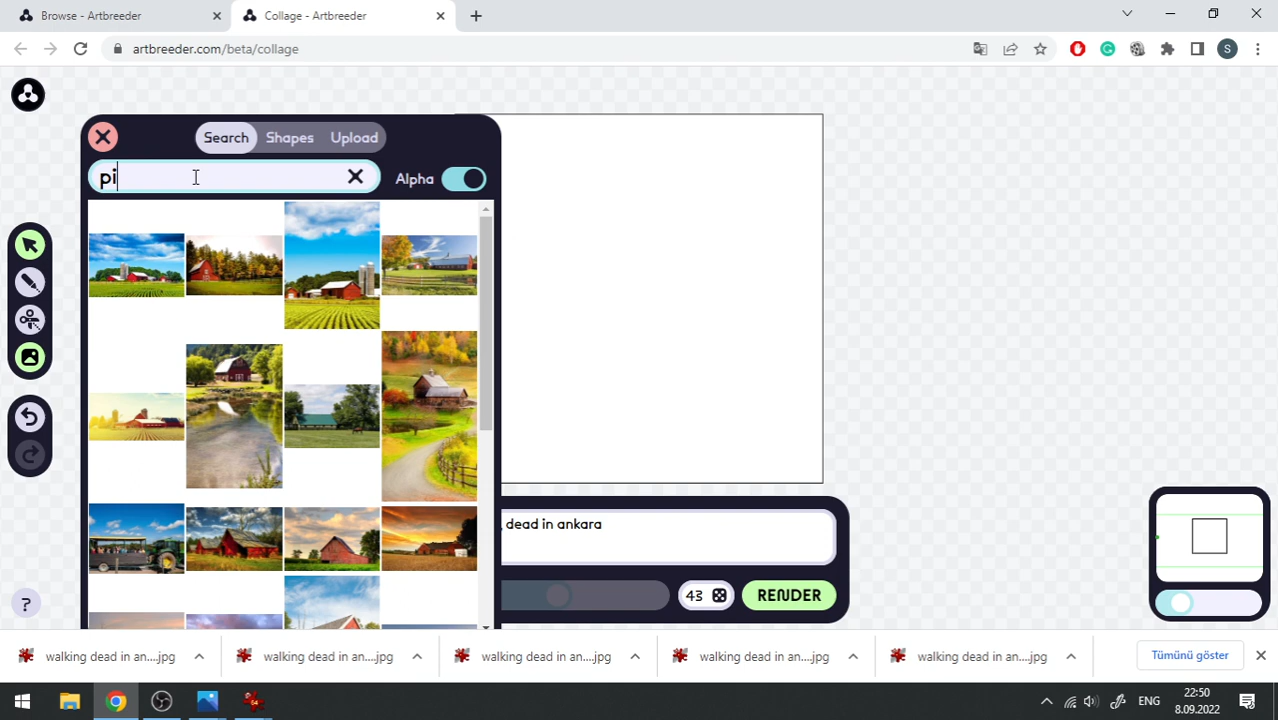 Browse - Artbreeder
Collage - Artbreeder
artbreeder.com/beta/collage
S
Search
Shapes
Upload
pi
Alpha
dead in ankara
43
RENDER
?
walking dead in an....jpg
walking dead in an....jpg
walking dead in an....jpg
walking dead in an....jpg
walking dead in an....jpg
Tümünü göster
ENG
22:50
8.09.2022